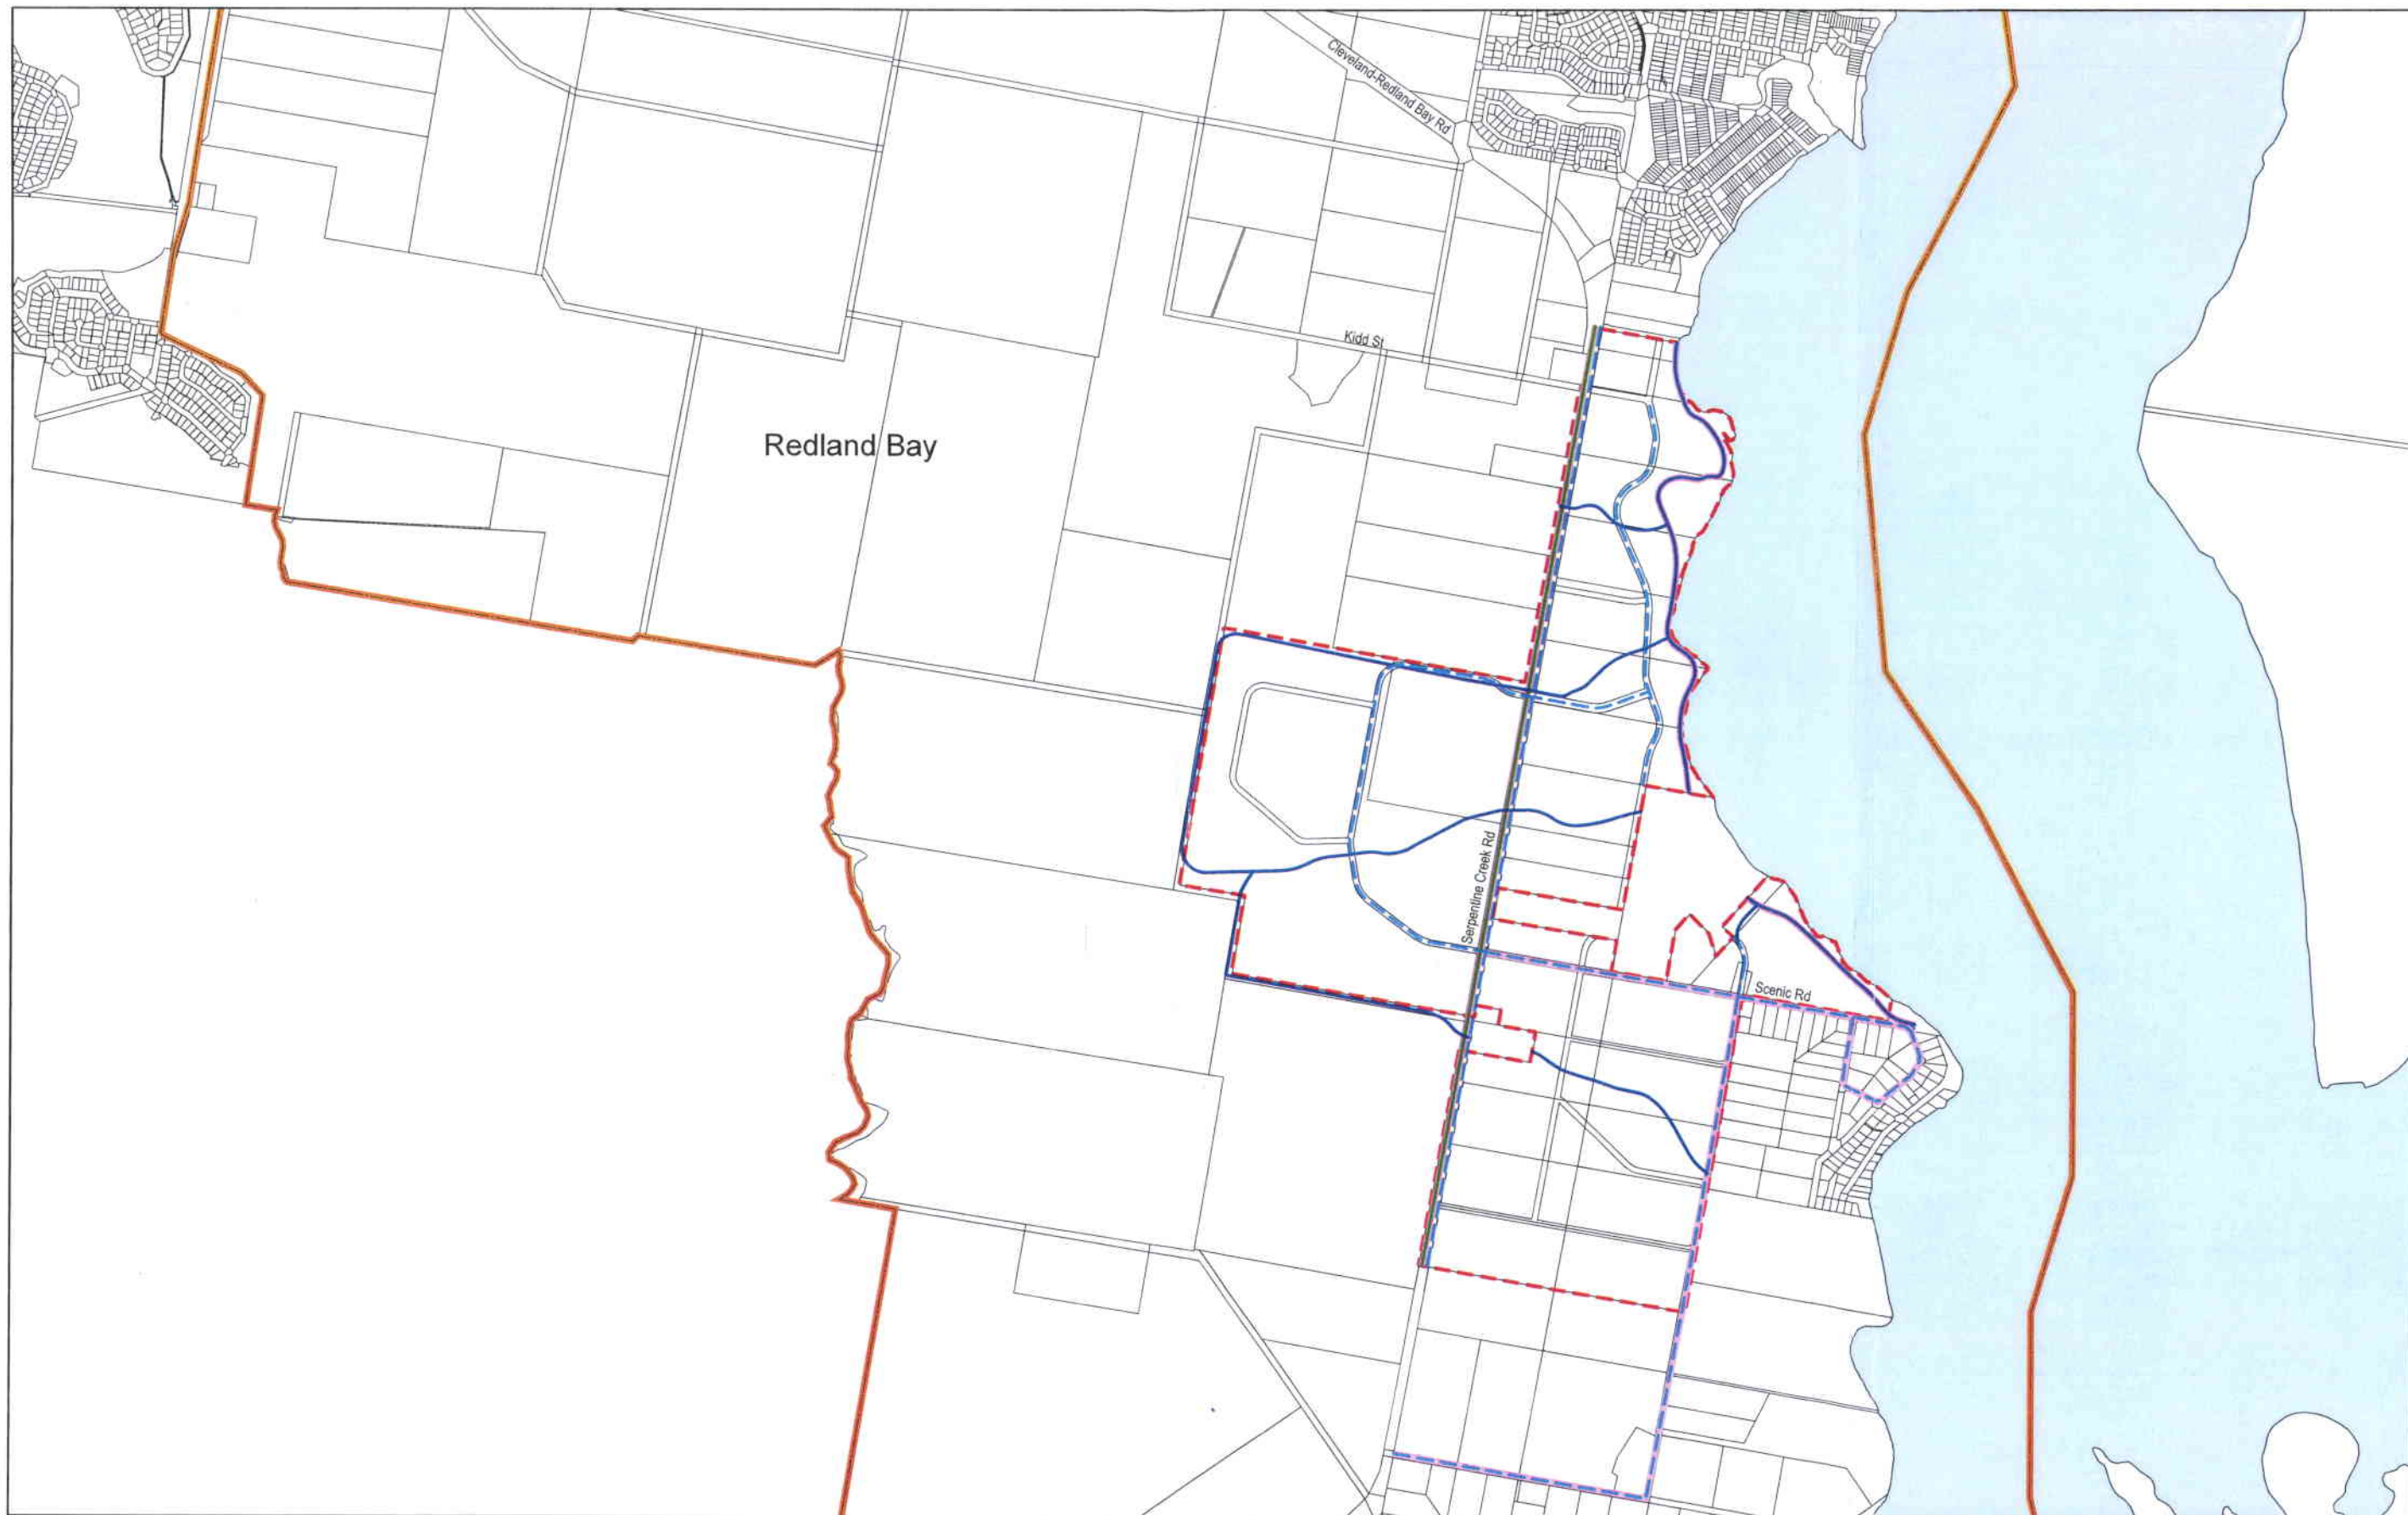 Cleveland-Redland Bay Rd
Kidd St
Redland Bay
Serpentine Creek Rd
Scenic Rd